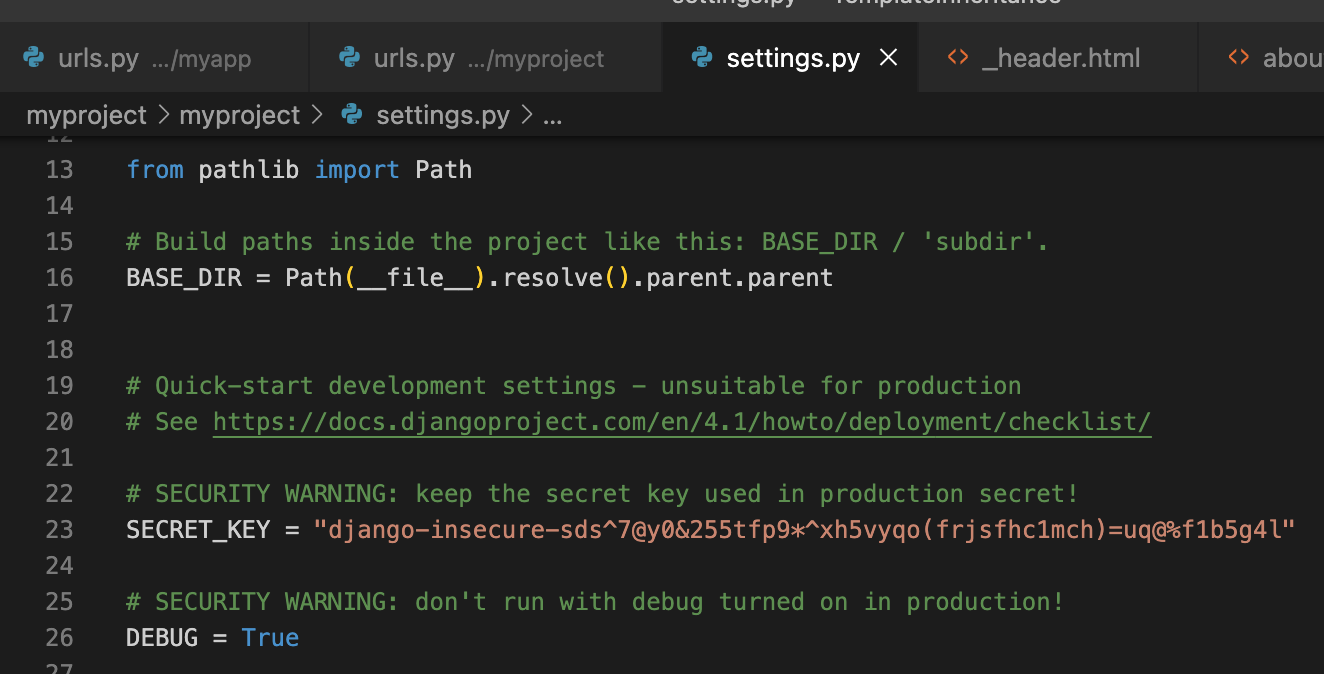 urls.py .../myapp urls.py .../myproject settings.py _header.html
myproject > myproject > settings.py > ...
12
13 from pathlib import Path
14
15 # Build paths inside the project like this: BASE_DIR / 'subdir'.
16 BASE_DIR = Path(__file__).resolve().parent.parent
17
18
19 # Quick-start development settings - unsuitable for production
20 # See https://docs.djangoproject.com/en/4.1/howto/deployment/checklist/
21
22 # SECURITY WARNING: keep the secret key used in production secret!
23 SECRET_KEY = "django-insecure-sds^7@y0&255tfp9*^xh5vyqo(frjsfhc1mch)=uq@%f1b5g4l"
24
25 # SECURITY WARNING: don't run with debug turned on in production!
26 DEBUG = True
27